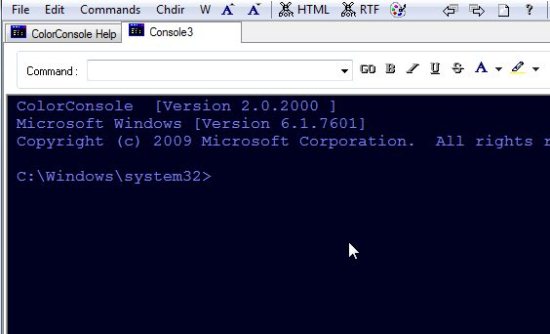 File Edit Commands Chdir W A A HTML RTF ?
ColorConsole Help Console3
Command : GO B I U S A
ColorConsole [Version 2.0.2000 ]
Microsoft Windows [Version 6.1.7601]
Copyright (c) 2009 Microsoft Corporation. All rights r
C:\Windows\system32>